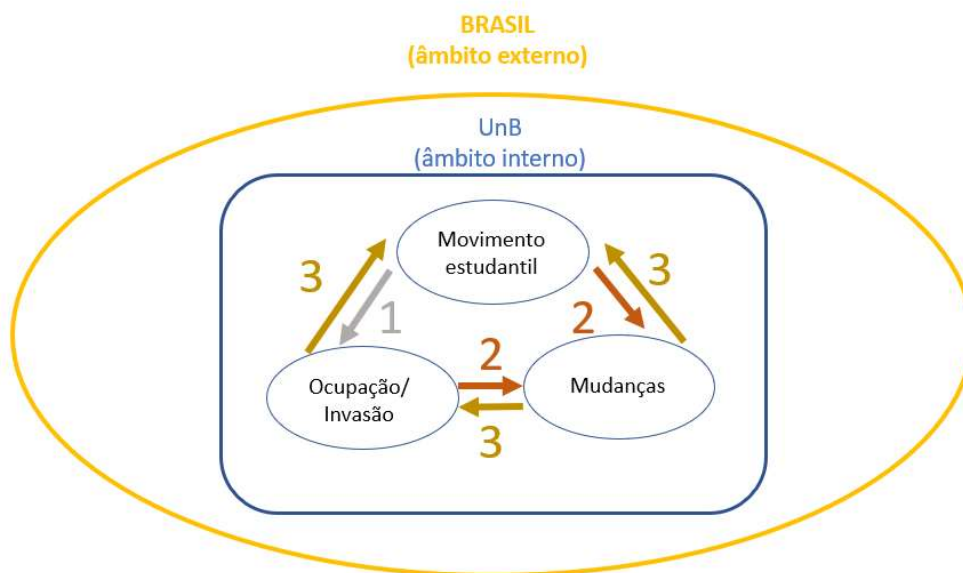 BRASIL
(âmbito externo)
UnB
(âmbito interno)
Movimento
estudantil
3
1
2
3
Ocupação/
Invasão
2
3
Mudanças